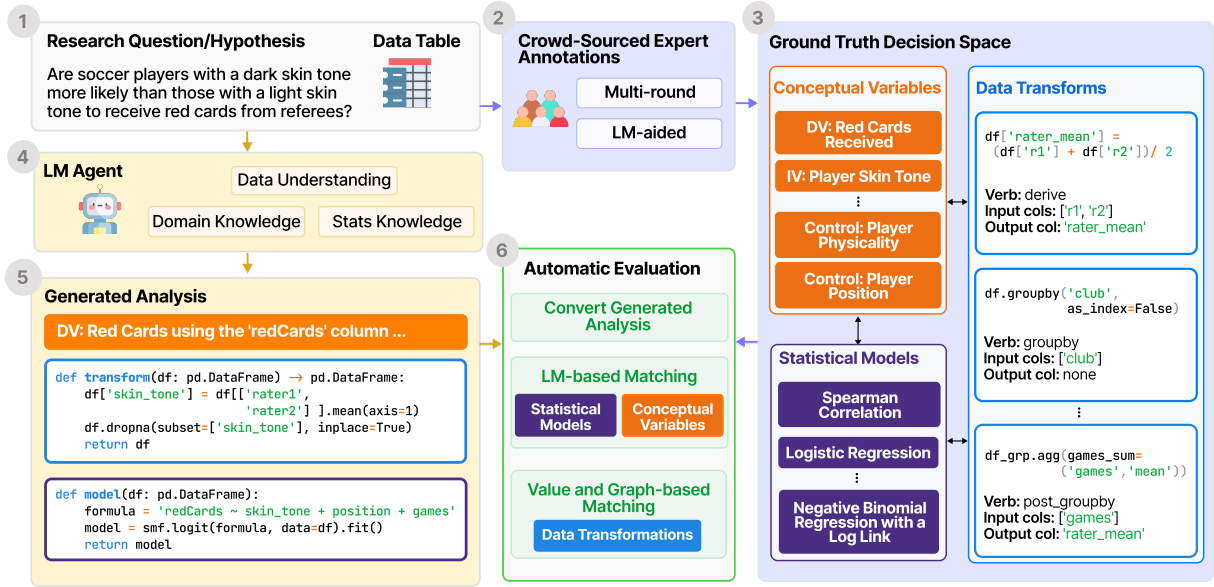 1
Research Question/Hypothesis
Data Table
Are soccer players with a dark skin tone
more likely than those with a light skin
tone to receive red cards from referees?
2
Crowd-Sourced Expert
Annotations
Multi-round
LM-aided
3
Ground Truth Decision Space
Conceptual Variables
DV: Red Cards
Received
IV: Player Skin Tone
⋮
Control: Player
Physicality
Control: Player
Position
Statistical Models
Spearman
Correlation
Logistic Regression
⋮
Negative Binomial
Regression with a
Log Link
Data Transforms
df['rater_mean'] =
(df['r1'] + df['r2'])/ 2
Verb: derive
Input cols: ['r1', 'r2']
Output col: 'rater_mean'
df.groupby('club',
as_index=False)
Verb: groupby
Input cols: ['club']
Output col: none
⋮
df_grp.agg(games_sum=
('games','mean'))
Verb: post_groupby
Input cols: ['games']
Output col: 'rater_mean'
4
LM Agent
Data Understanding
Domain Knowledge
Stats Knowledge
5
Generated Analysis
DV: Red Cards using the 'redCards' column ...
def transform(df: pd.DataFrame) → pd.DataFrame:
df['skin_tone'] = df[['rater1',
'rater2'] ].mean(axis=1)
df.dropna(subset=['skin_tone'], inplace=True)
return df
def model(df: pd.DataFrame):
formula = 'redCards ~ skin_tone + position + games'
model = smf.logit(formula, data=df).fit()
return model
6
Automatic Evaluation
Convert Generated
Analysis
LM-based Matching
Statistical
Models
Conceptual
Variables
Value and Graph-based
Matching
Data Transformations